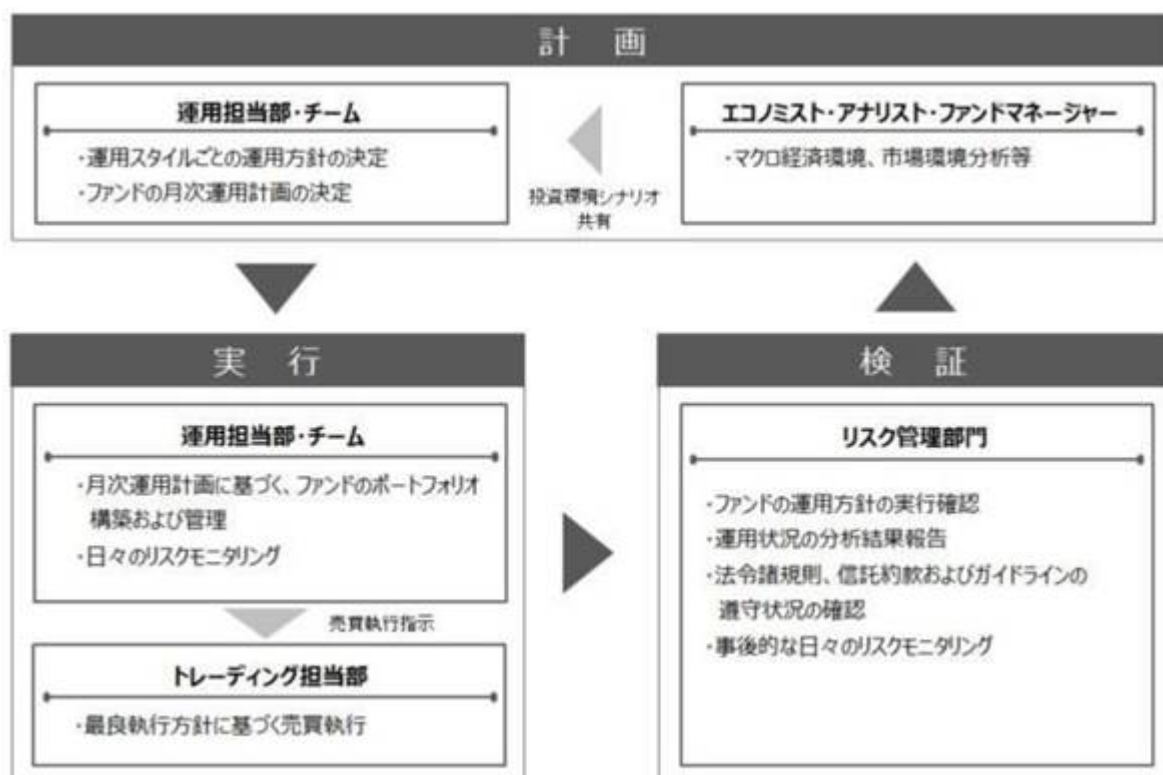 計 画
運用担当部・チーム
・運用スタイルごとの運用方針の決定
・ファンドの月次運用計画の決定
投資環境シナリオ
共有
エコノミスト・アナリスト・ファンドマネージャー
・マクロ経済環境、市場環境分析等
実 行
運用担当部・チーム
・月次運用計画に基づく、ファンドのポートフォリオ
構築および管理
・日々のリスクモニタリング
売買執行指示
トレーディング担当部
・最良執行方針に基づく売買執行
検 証
リスク管理部門
・ファンドの運用方針の実行確認
・運用状況の分析結果報告
・法令諸規則、信託約款およびガイドラインの
遵守状況の確認
・事後的な日々のリスクモニタリング